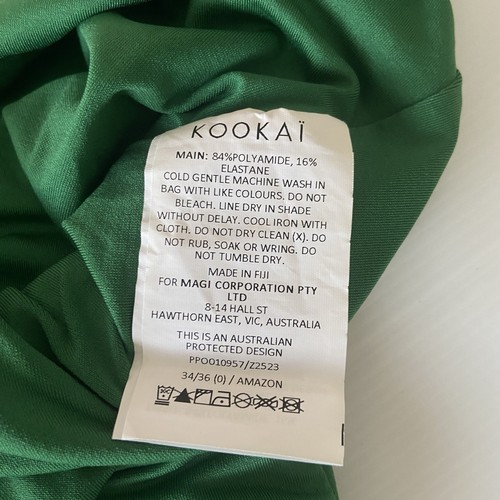 KOOKAÏ
MAIN: 84%POLYAMIDE, 16%
ELASTANE
COLD GENTLE MACHINE WASH IN
BAG WITH LIKE COLOURS, DO NOT
BLEACH. LINE DRY IN SHADE
WITHOUT DELAY. COOL IRON WITH
CLOTH. DO NOT DRY CLEAN (X). DO
NOT RUB, SOAK OR WRING. DO
NOT TUMBLE DRY.
MADE IN FIJI
FOR MAGI CORPORATION PTY
LTD
8-14 HALL ST
HAWTHORN EAST, VIC, AUSTRALIA
THIS IS AN AUSTRALIAN
PROTECTED DESIGN
PPO010957/Z2523
34/36 (0) / AMAZON